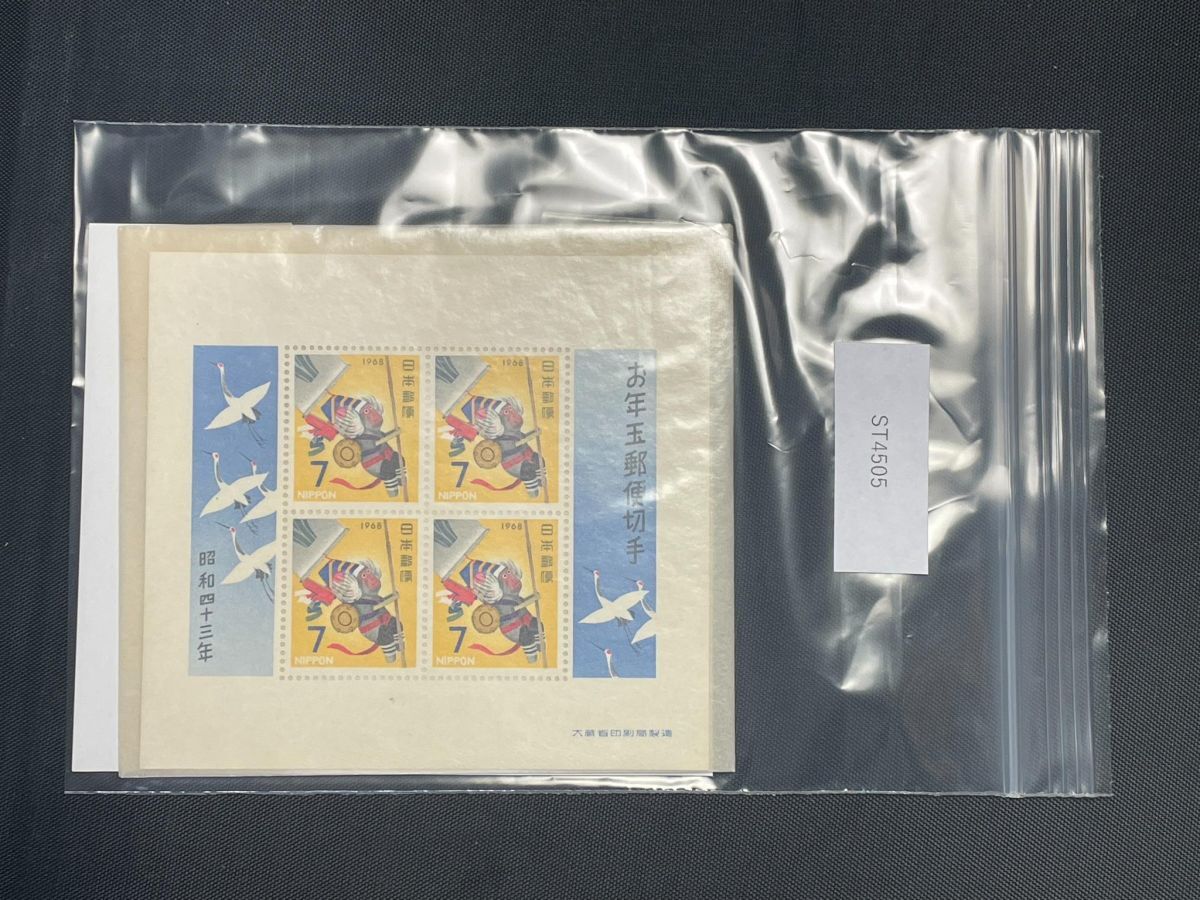 お年玉郵便切手
1968
日本郵便
7
NIPPON
1968
日本郵便
7
NIPPON
1968
日本郵便
7
NIPPON
1968
日本郵便
7
NIPPON
昭和四十三年
大蔵省印刷局製造
ST4505